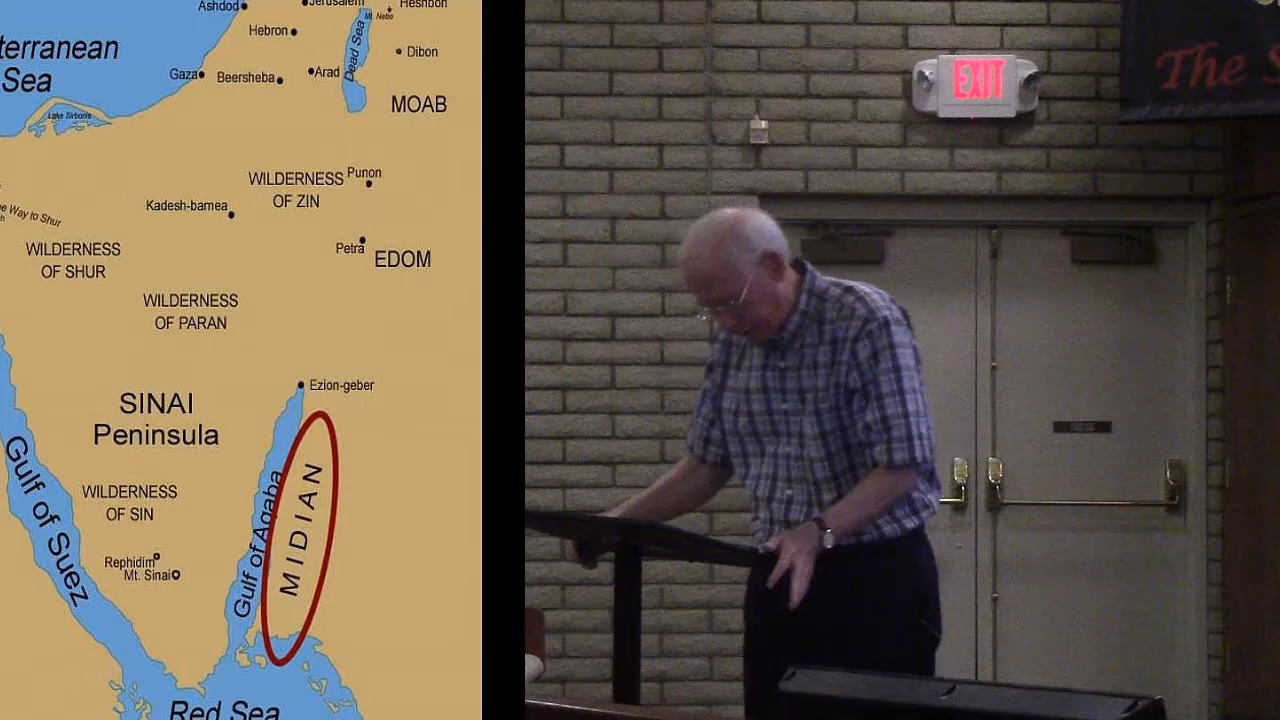 Ashdod
Jerusalem
Mt. Nebo
Heshbon
Hebron
Dibon
terranean
Sea
Dead Sea
Gaza
Beersheba
Arad
MOAB
Lake Sirbonis
WILDERNESS
OF ZIN
Punon
Kadesh-barnea
e Way to Shur
WILDERNESS
OF SHUR
Petra
EDOM
WILDERNESS
OF PARAN
Ezion-geber
SINAI
Peninsula
Gulf of Suez
WILDERNESS
OF SIN
Gulf of Aqaba
MIDIAN
Rephidim
Mt. Sinai
Red Sea
EXIT
The S